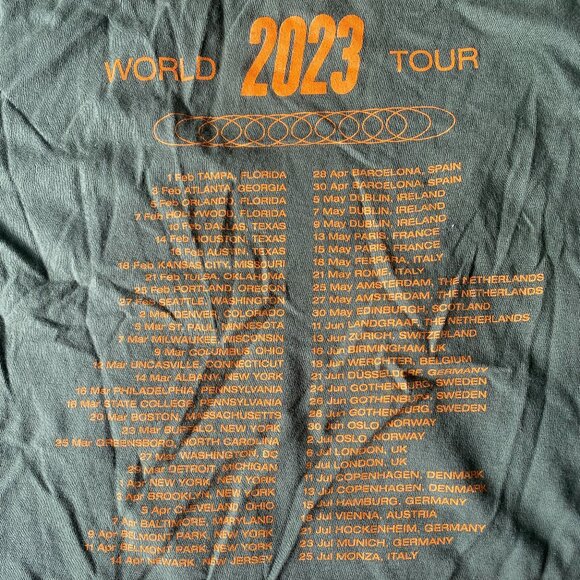 WORLD 2023 TOUR
1 Feb TAMPA, FLORIDA
3 Feb ATLANTA, GEORGIA
5 Feb ORLANDO, FLORIDA
7 Feb HOLLYWOOD, FLORIDA
10 Feb DALLAS, TEXAS
14 Feb HOUSTON, TEXAS
16 Feb AUSTIN, TEXAS
18 Feb KANSAS CITY, MISSOURI
21 Feb TULSA, OKLAHOMA
25 Feb PORTLAND, OREGON
27 Feb SEATTLE, WASHINGTON
2 Mar DENVER, COLORADO
5 Mar ST. PAUL, MINNESOTA
7 Mar MILWAUKEE, WISCONSIN
9 Mar COLUMBUS, OHIO
12 Mar UNCASVILLE, CONNECTICUT
14 Mar ALBANY, NEW YORK
16 Mar PHILADELPHIA, PENNSYLVANIA
18 Mar STATE COLLEGE, PENNSYLVANIA
20 Mar BOSTON, MASSACHUSETTS
23 Mar BUFFALO, NEW YORK
25 Mar GREENSBORO, NORTH CAROLINA
27 Mar WASHINGTON, DC
29 Mar DETROIT, MICHIGAN
1 Apr NEW YORK, NEW YORK
3 Apr BROOKLYN, NEW YORK
5 Apr CLEVELAND, OHIO
7 Apr BALTIMORE, MARYLAND
9 Apr BELMONT PARK, NEW YORK
11 Apr BELMONT PARK, NEW YORK
14 Apr NEWARK, NEW JERSEY
28 Apr BARCELONA, SPAIN
30 Apr BARCELONA, SPAIN
5 May DUBLIN, IRELAND
7 May DUBLIN, IRELAND
9 May DUBLIN, IRELAND
13 May PARIS, FRANCE
15 May PARIS, FRANCE
18 May FERRARA, ITALY
21 May ROME, ITALY
25 May AMSTERDAM, THE NETHERLANDS
27 May AMSTERDAM, THE NETHERLANDS
30 May EDINBURGH, SCOTLAND
11 Jun LANDGRAAF, THE NETHERLANDS
13 Jun ZURICH, SWITZERLAND
16 Jun BIRMINGHAM
18 Jun WERCHTER, BELGIUM
21 Jun DÜSSELDORF, GERMANY
24 Jun GOTHENBURG, SWEDEN
26 Jun GOTHENBURG, SWEDEN
28 Jun GOTHENBURG, SWEDEN
30 Jun OSLO, NORWAY
2 Jul OSLO, NORWAY
6 Jul LONDON, UK
8 Jul LONDON, UK
11 Jul COPENHAGEN, DENMARK
13 Jul COPENHAGEN, DENMARK
15 Jul HAMBURG, GERMANY
18 Jul VIENNA, AUSTRIA
21 Jul HOCKENHEIM, GERMANY
23 Jul MUNICH, GERMANY
25 Jul MONZA, ITALY